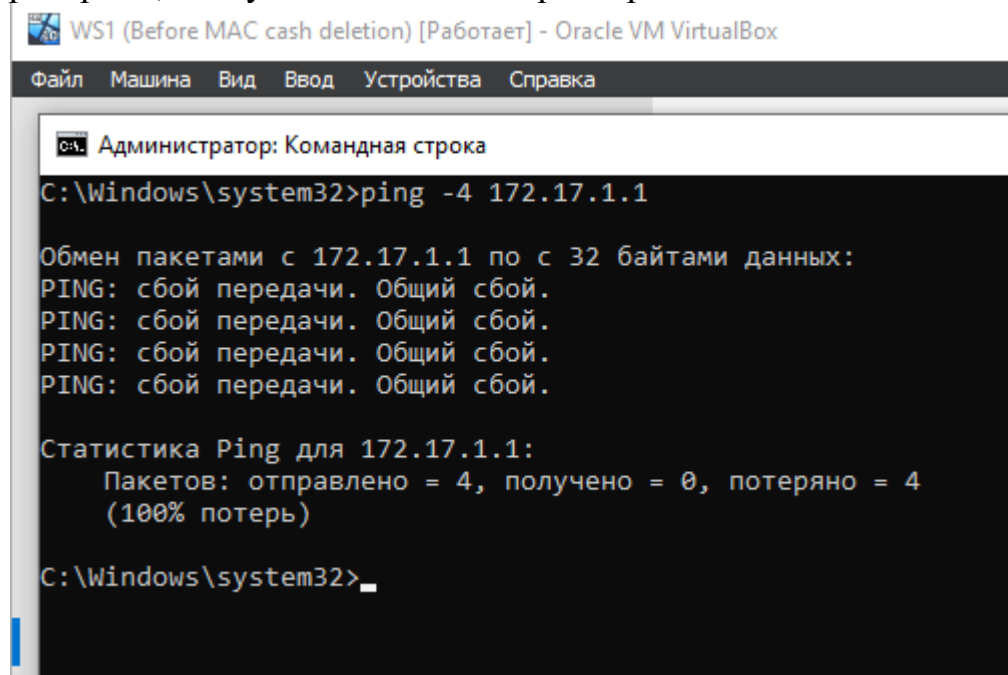 WS1 (Before MAC cash deletion) [Работает] - Oracle VM VirtualBox
Файл Машина Вид Ввод Устройства Справка
Администратор: Командная строка
C:\Windows\system32>ping -4 172.17.1.1
Обмен пакетами с 172.17.1.1 по с 32 байтами данных:
PING: сбой передачи. Общий сбой.
PING: сбой передачи. Общий сбой.
PING: сбой передачи. Общий сбой.
PING: сбой передачи. Общий сбой.
Статистика Ping для 172.17.1.1:
Пакетов: отправлено = 4, получено = 0, потеряно = 4
(100% потерь)
C:\Windows\system32>